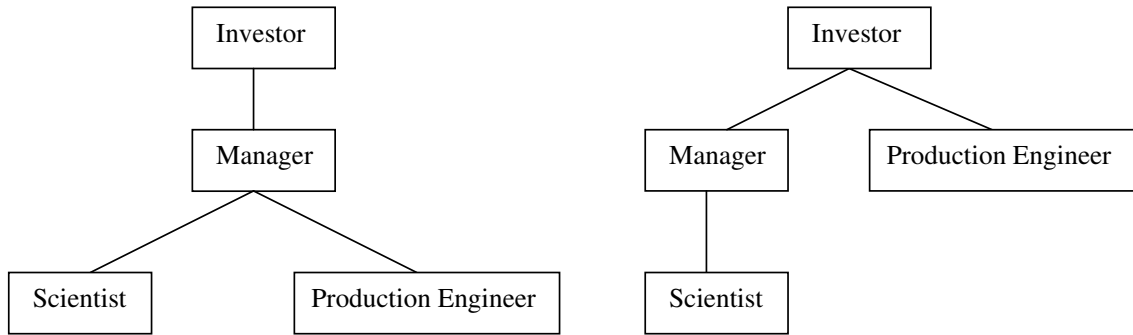 Investor
Manager
Scientist
Production Engineer
Investor
Manager
Production Engineer
Scientist